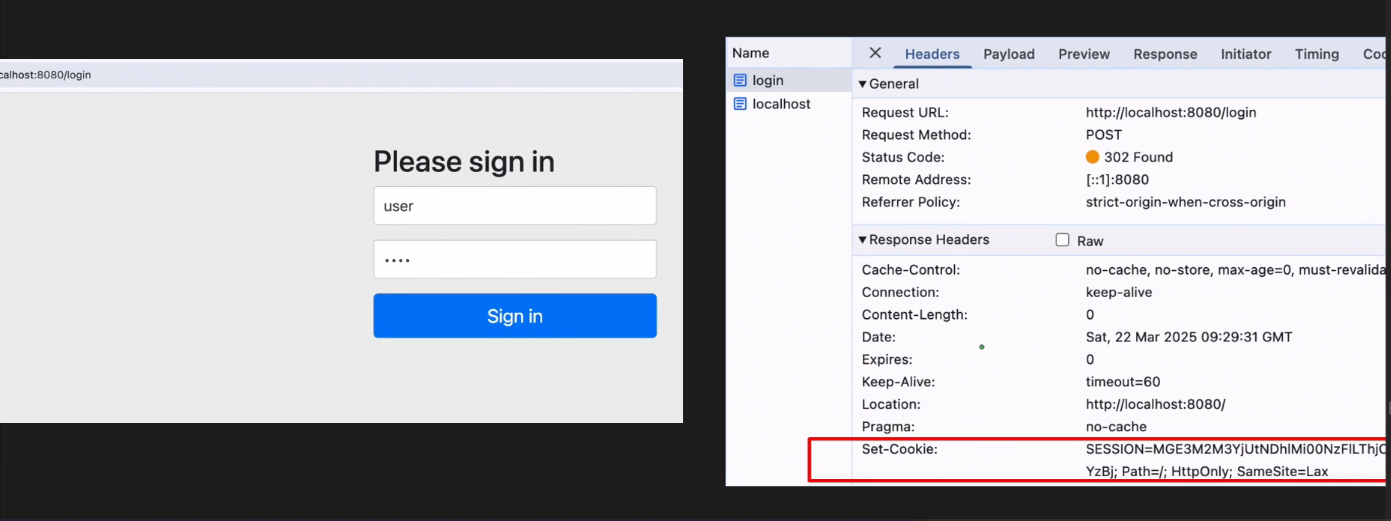 calhost:8080/login
Please sign in
user
••••
Sign in
Name
login
localhost
Headers Payload Preview Response Initiator Timing Coo
General
Request URL: http://localhost:8080/login
Request Method: POST
Status Code: 302 Found
Remote Address: [::1]:8080
Referrer Policy: strict-origin-when-cross-origin
Response Headers Raw
Cache-Control: no-cache, no-store, max-age=0, must-revalida
Connection: keep-alive
Content-Length: 0
Date: Sat, 22 Mar 2025 09:29:31 GMT
Expires: 0
Keep-Alive: timeout=60
Location: http://localhost:8080/
Pragma: no-cache
Set-Cookie: SESSION=MGE3M2M3YjUtNDhlMi00NzFlLThjC
YzBj; Path=/; HttpOnly; SameSite=Lax